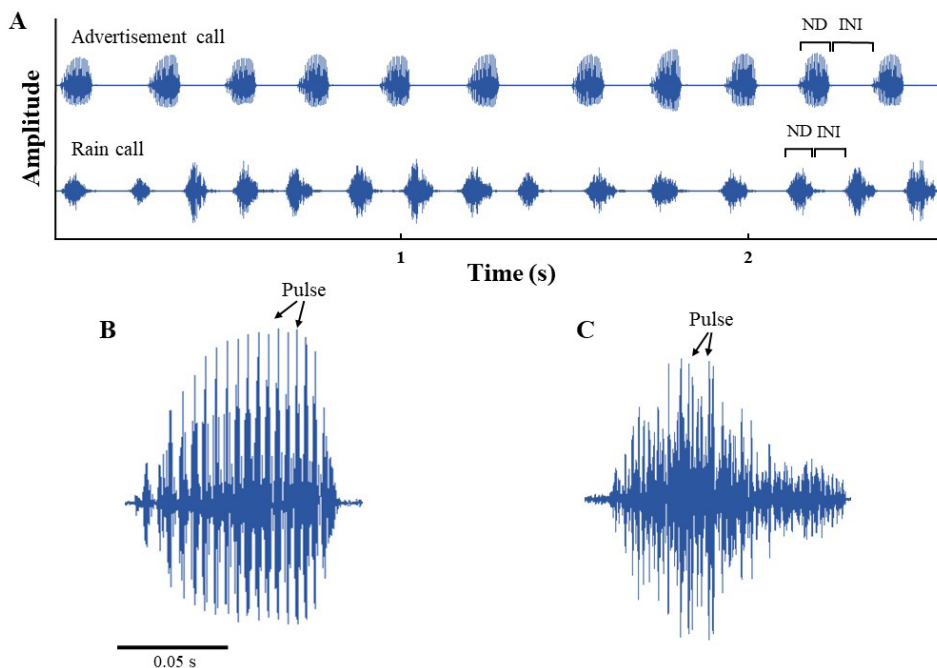 A
Advertisement call
ND INI
Rain call
ND INI
Amplitude
1
2
Time (s)
B
Pulse
C
Pulse
0.05 s